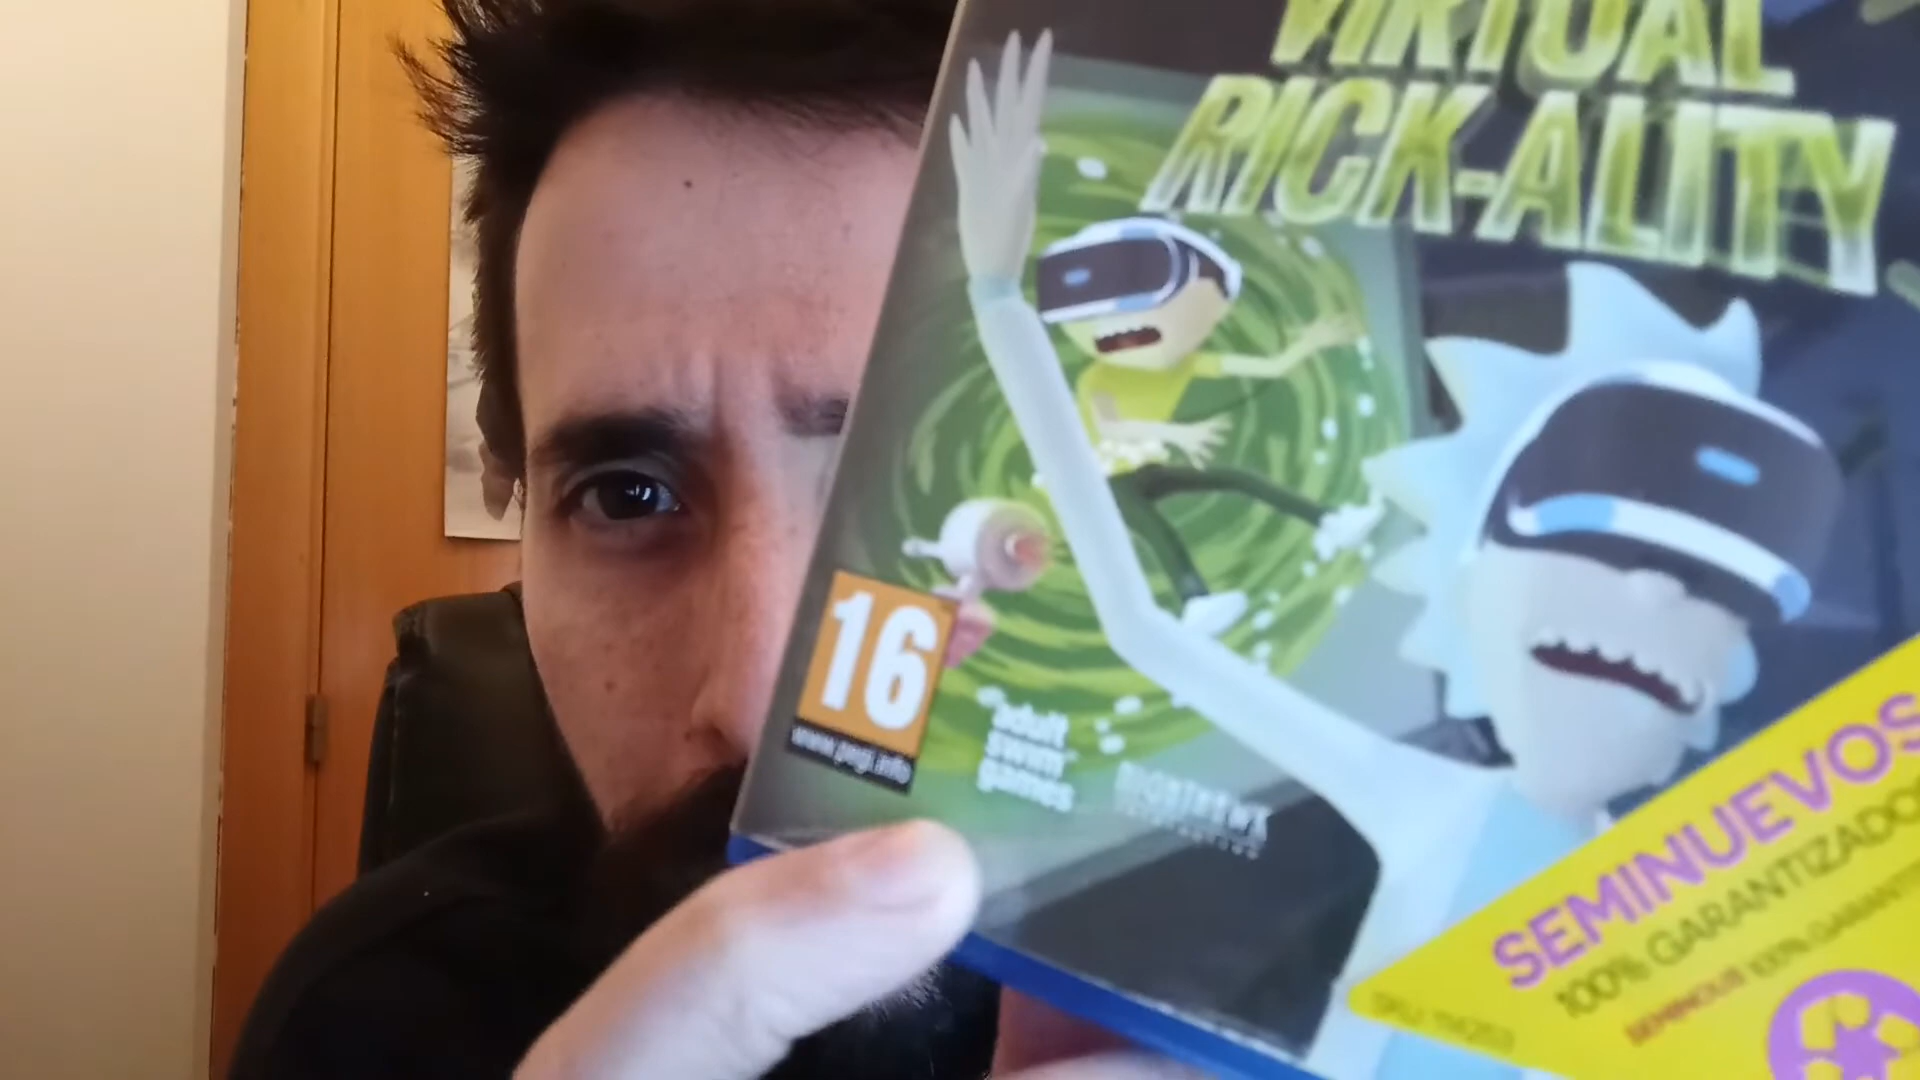 VIRTUAL
RICK-ALITY
16
www.pegi.info
adult
swim
games
SEMINUEVOS
100% GARANTIZADO